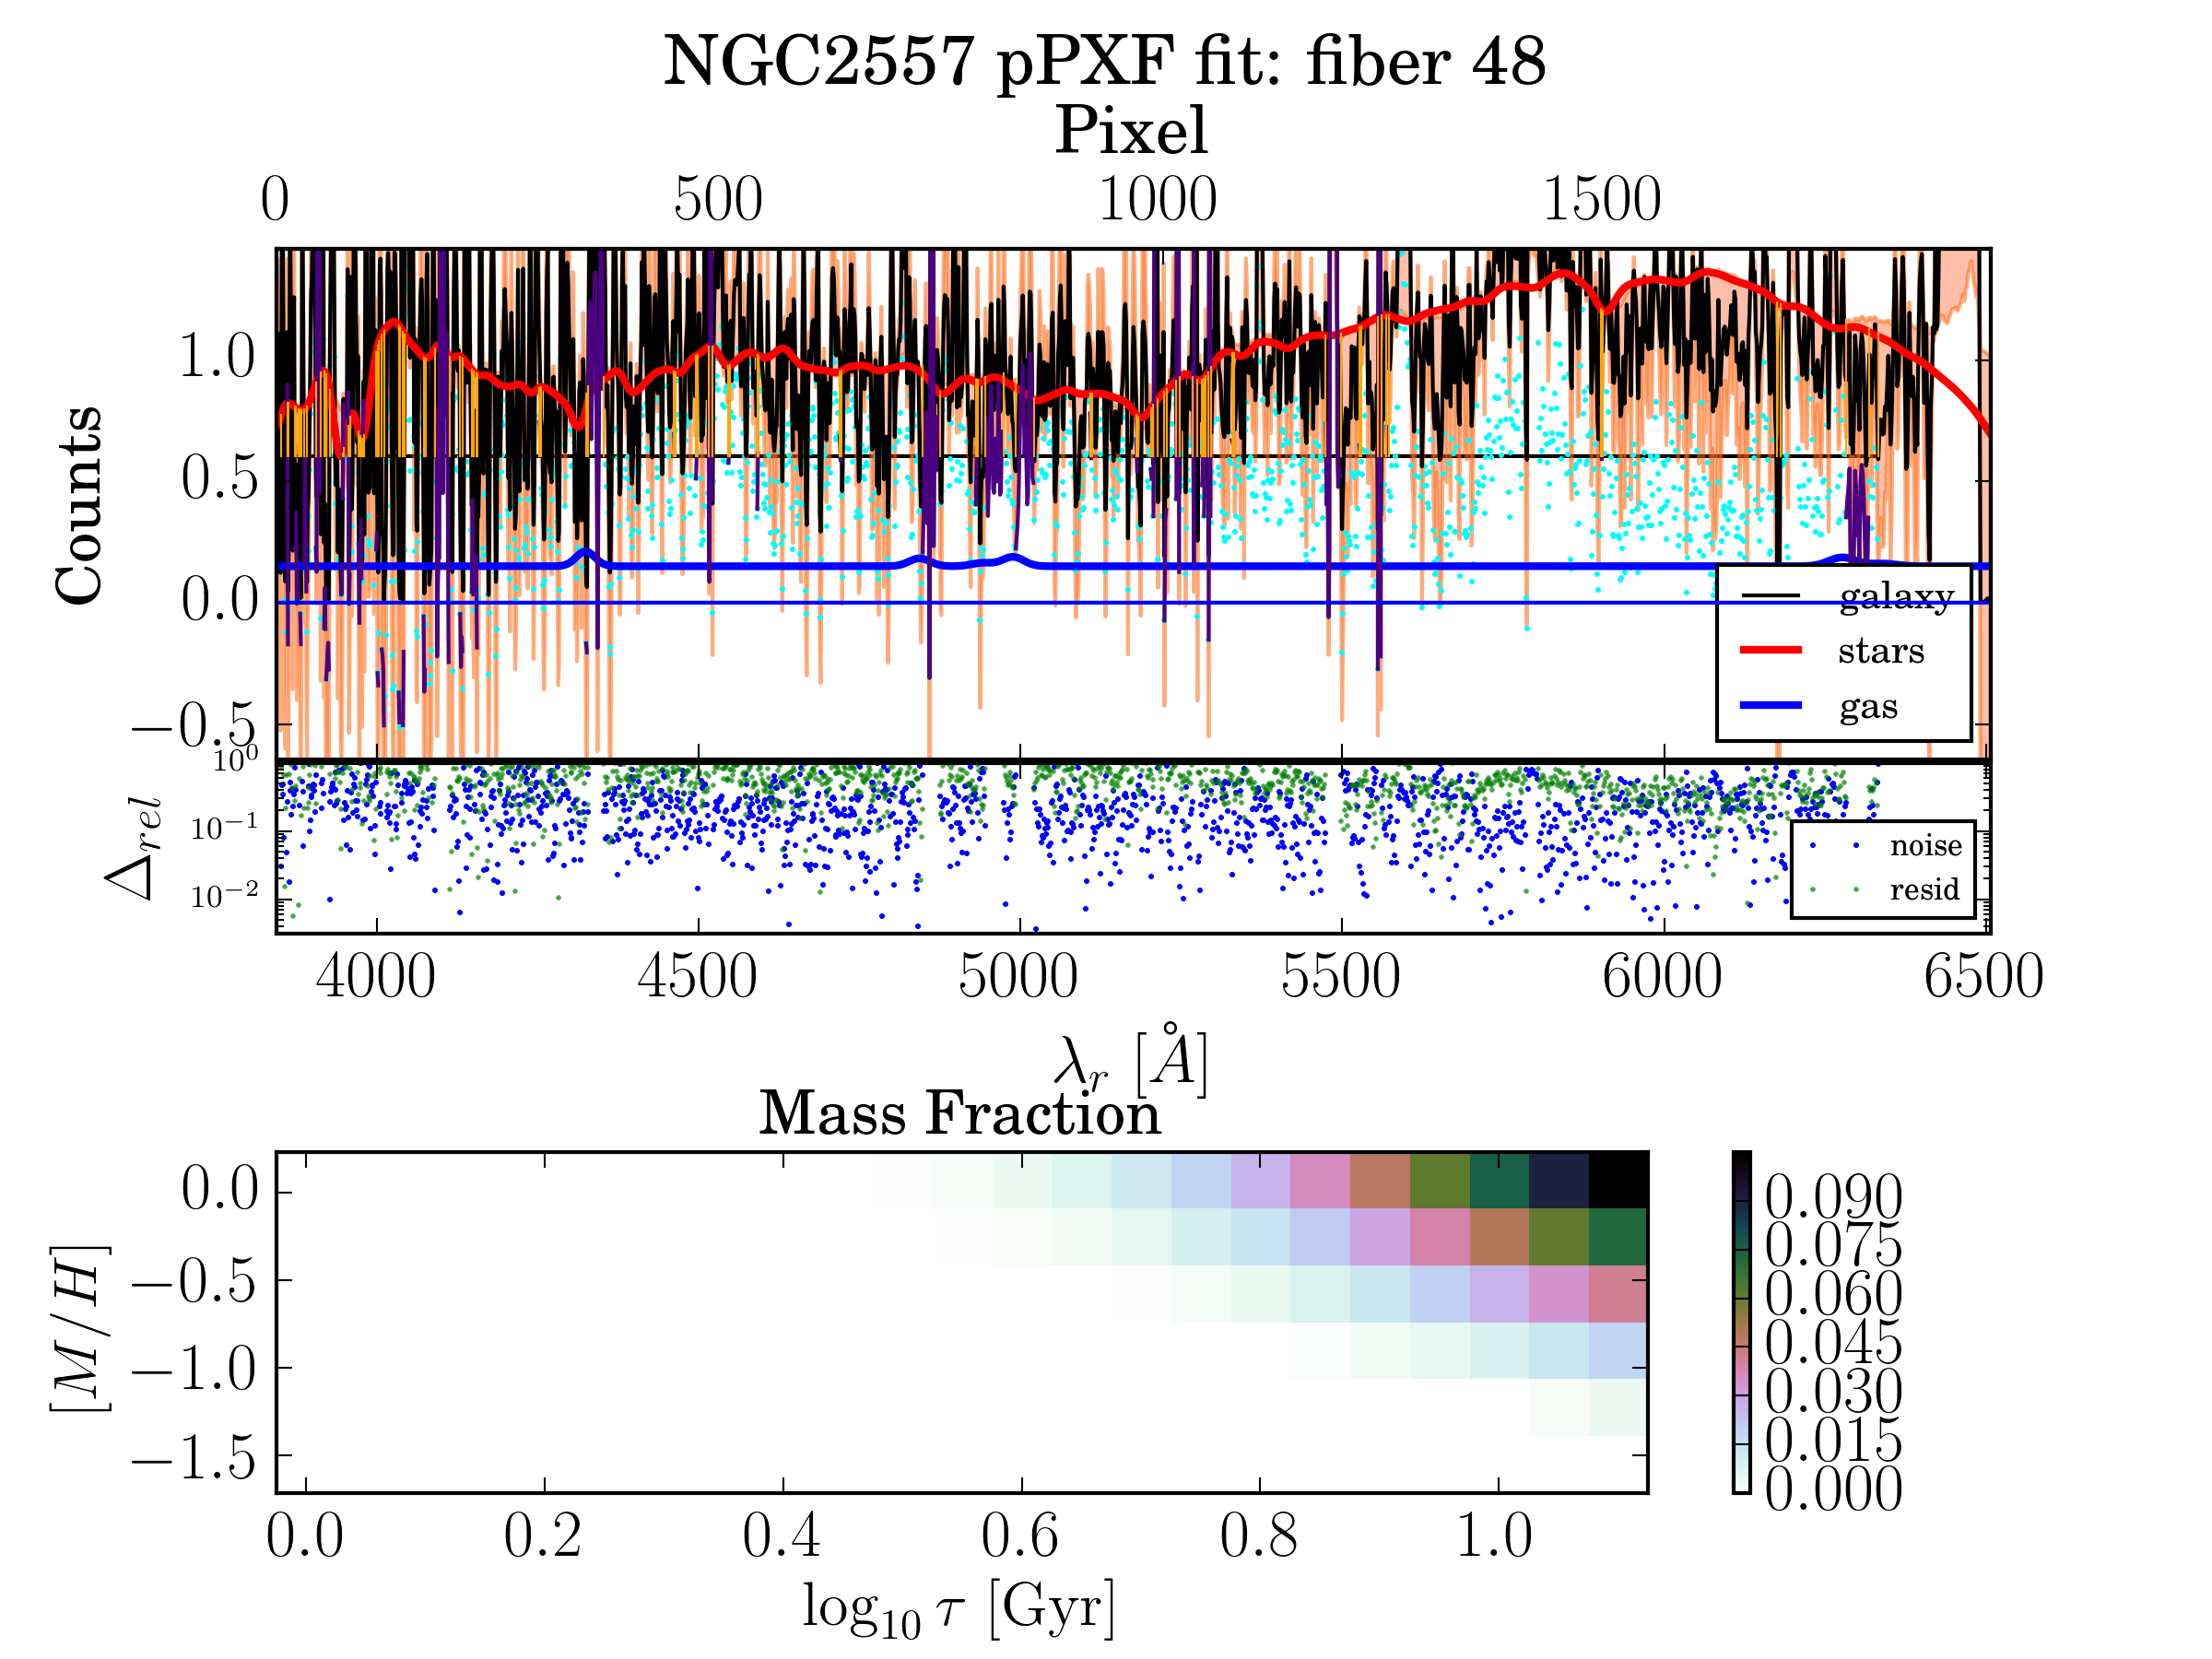 NGC2557 pPXF fit: fiber 48
Pixel
0 500 1000 1500
Counts
1.0
0.5
0.0
−0.5
galaxy
stars
gas
Δrel
10⁰
10⁻¹
10⁻²
noise
resid
4000 4500 5000 5500 6000 6500
λr [Å]
Mass Fraction
[M/H]
0.0
−0.5
−1.0
−1.5
0.0 0.2 0.4 0.6 0.8 1.0
log₁₀ τ [Gyr]
0.090
0.075
0.060
0.045
0.030
0.015
0.000